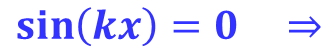 sin(kx) = 0 ⇒